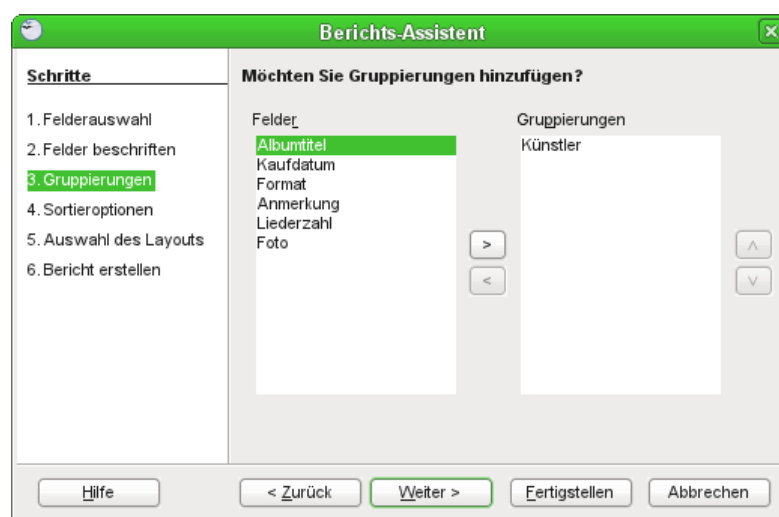 Berichts-Assistent
Schritte
1. Felderauswahl
2. Felder beschriften
3. Gruppierungen
4. Sortieroptionen
5. Auswahl des Layouts
6. Bericht erstellen
Möchten Sie Gruppierungen hinzufügen?
Felder
Albumtitel
Kaufdatum
Format
Anmerkung
Liederzahl
Foto
>
<
Gruppierungen
Künstler
Hilfe
< Zurück
Weiter >
Fertigstellen
Abbrechen